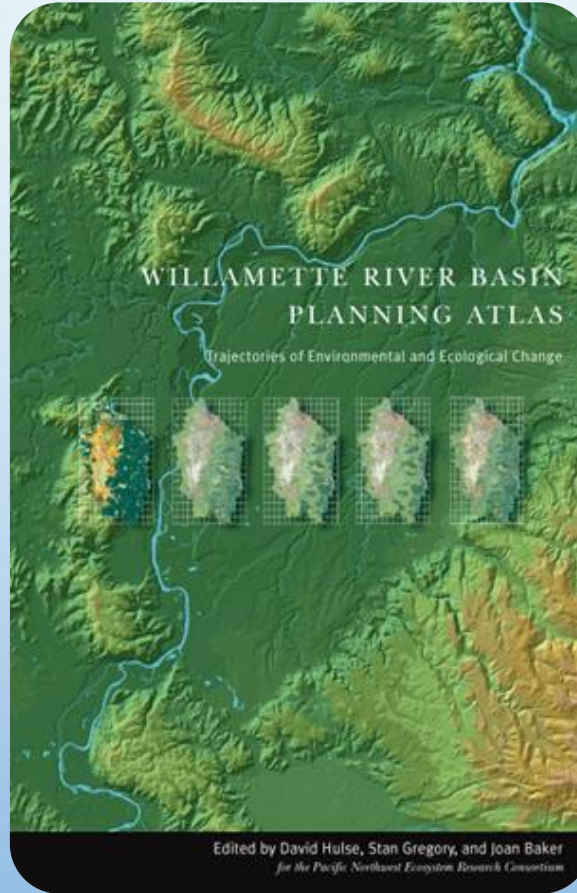 WILLAMETTE RIVER BASIN
PLANNING ATLAS
Trajectories of Environmental and Ecological Change
Edited by David Hulse, Stan Gregory, and Joan Baker
for the Pacific Northwest Ecosystem Research Consortium